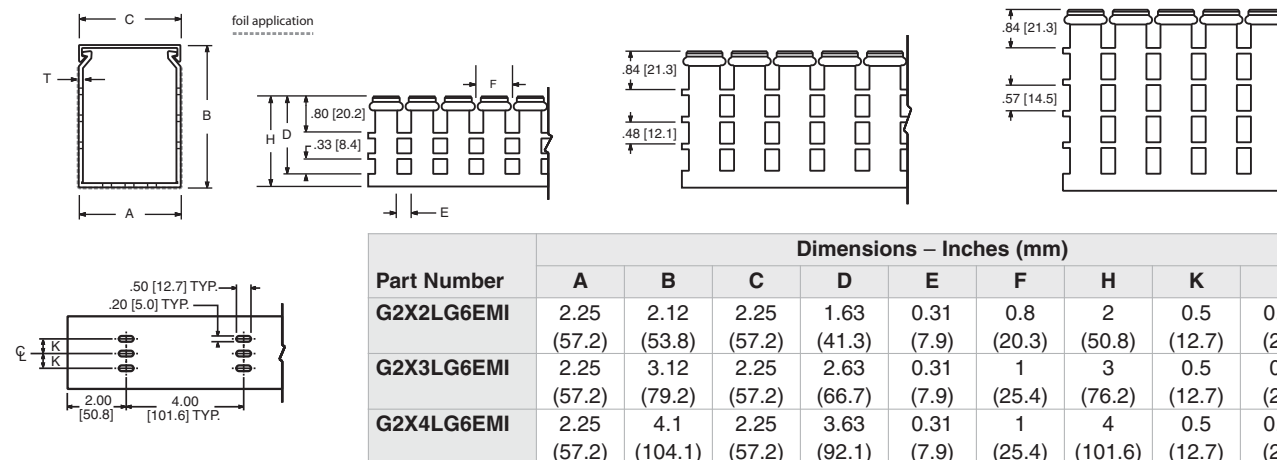 C
foil application
T
B
A
H
D
.80 [20.2]
.33 [8.4]
F
E
.84 [21.3]
.48 [12.1]
.84 [21.3]
.57 [14.5]
.50 [12.7] TYP.
.20 [5.0] TYP.
℄
K
K
2.00
[50.8]
4.00
[101.6] TYP.
Dimensions – Inches (mm)
Part Number A B C D E F H K
G2X2LG6EMI 2.25 2.12 2.25 1.63 0.31 0.8 2 0.5
(57.2) (53.8) (57.2) (41.3) (7.9) (20.3) (50.8) (12.7)
G2X3LG6EMI 2.25 3.12 2.25 2.63 0.31 1 3 0.5
(57.2) (79.2) (57.2) (66.7) (7.9) (25.4) (76.2) (12.7)
G2X4LG6EMI 2.25 4.1 2.25 3.63 0.31 1 4 0.5
(57.2) (104.1) (57.2) (92.1) (7.9) (25.4) (101.6) (12.7)